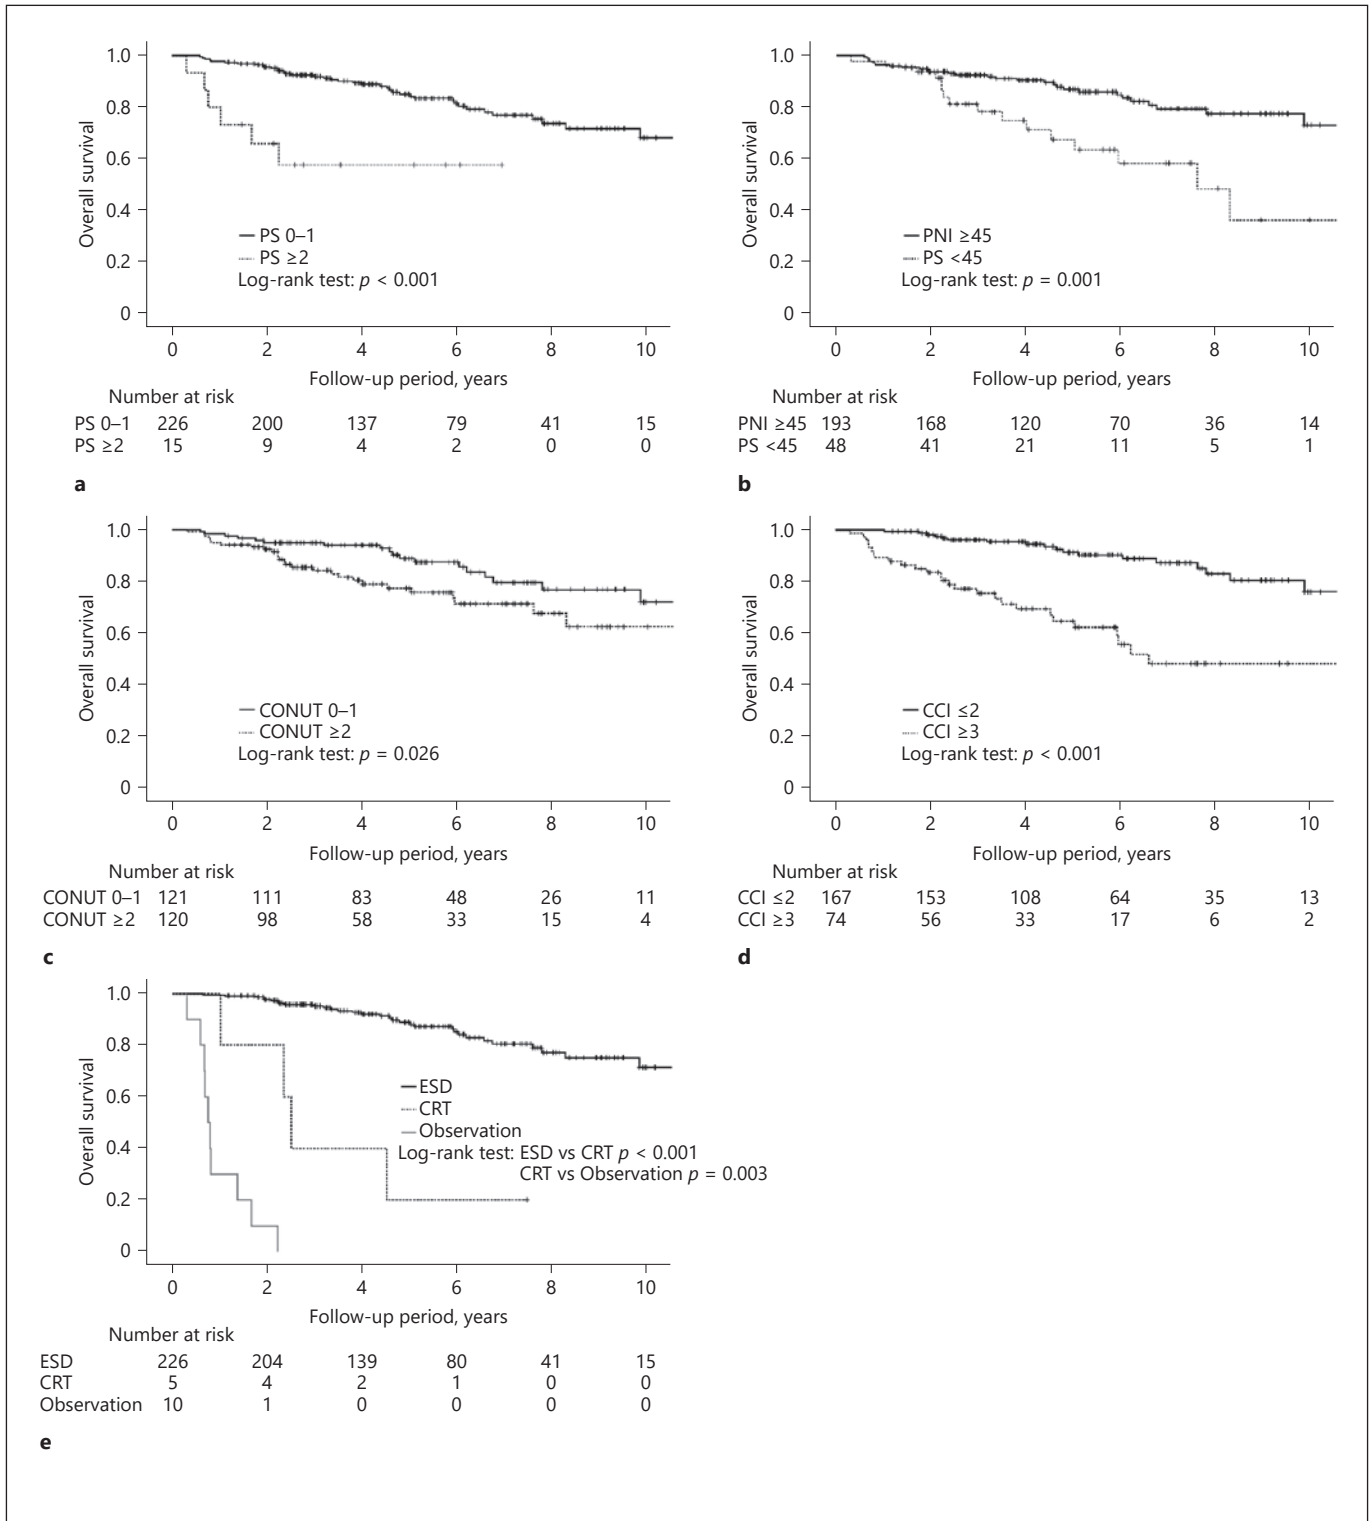 1.0
0.8
0.6
0.4
0.2
0
Overall survival
PS 0–1
PS ≥2
Log-rank test: p < 0.001
0 2 4 6 8 10
Follow-up period, years
Number at risk
PS 0–1 226 200 137 79 41 15
PS ≥2 15 9 4 2 0 0
a
1.0
0.8
0.6
0.4
0.2
0
Overall survival
PNI ≥45
PS <45
Log-rank test: p = 0.001
0 2 4 6 8 10
Follow-up period, years
Number at risk
PNI ≥45 193 168 120 70 36 14
PS <45 48 41 21 11 5 1
b
1.0
0.8
0.6
0.4
0.2
0
Overall survival
CONUT 0–1
CONUT ≥2
Log-rank test: p = 0.026
0 2 4 6 8 10
Follow-up period, years
Number at risk
CONUT 0–1 121 111 83 48 26 11
CONUT ≥2 120 98 58 33 15 4
c
1.0
0.8
0.6
0.4
0.2
0
Overall survival
CCI ≤2
CCI ≥3
Log-rank test: p < 0.001
0 2 4 6 8 10
Follow-up period, years
Number at risk
CCI ≤2 167 153 108 64 35 13
CCI ≥3 74 56 33 17 6 2
d
1.0
0.8
0.6
0.4
0.2
0
Overall survival
ESD
CRT
Observation
Log-rank test: ESD vs CRT p < 0.001
CRT vs Observation p = 0.003
0 2 4 6 8 10
Follow-up period, years
Number at risk
ESD 226 204 139 80 41 15
CRT 5 4 2 1 0 0
Observation 10 1 0 0 0 0
e